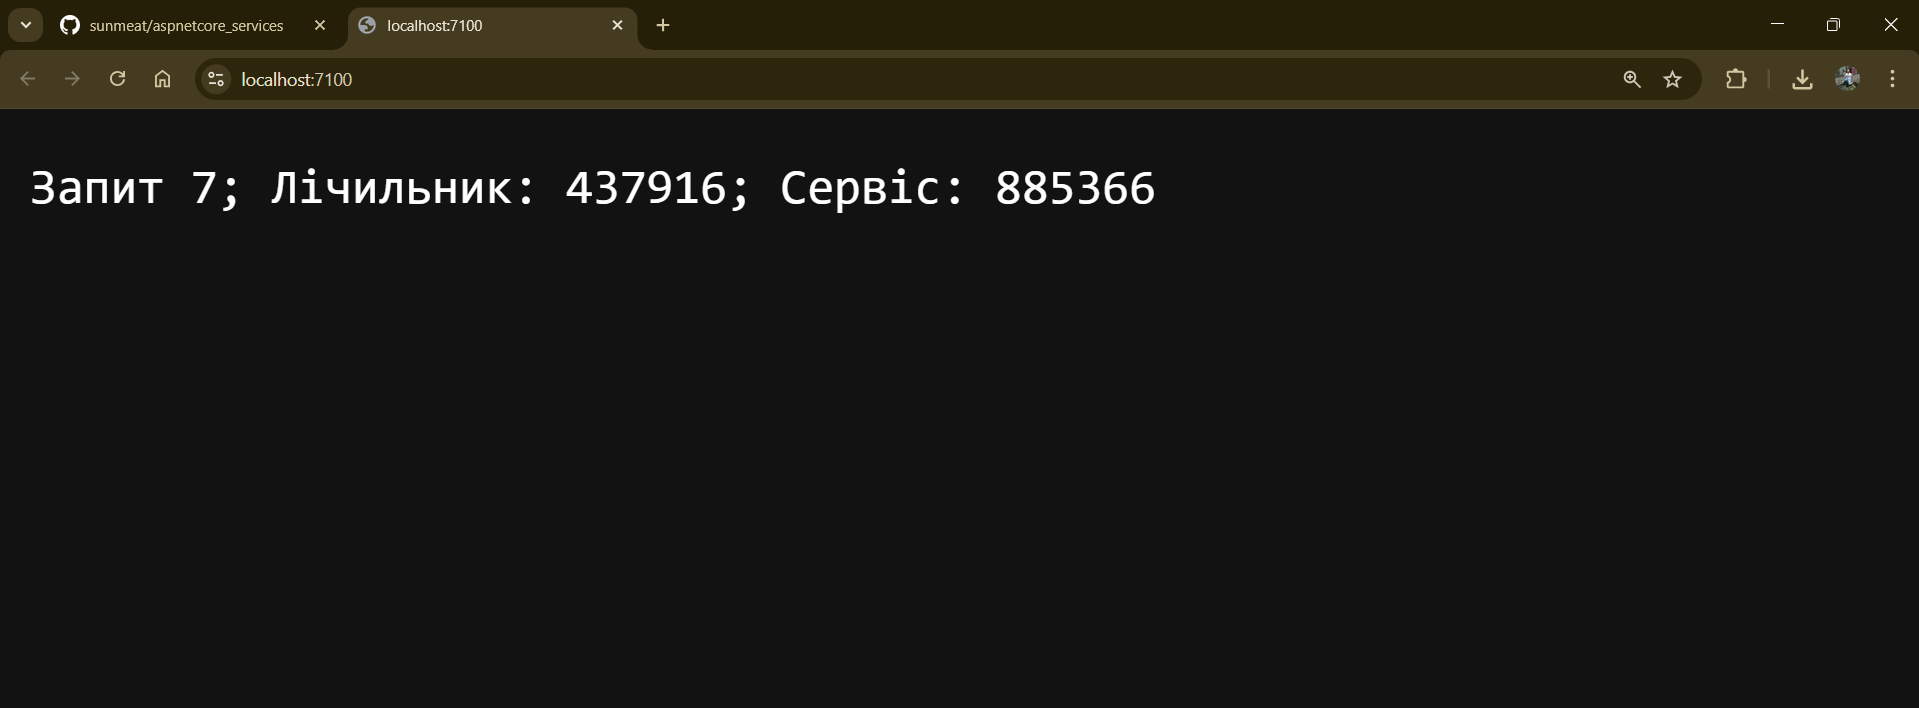 sunmeat/aspnetcore_services
localhost:7100
localhost:7100
Запит 7; Лічильник: 437916; Сервіс: 885366